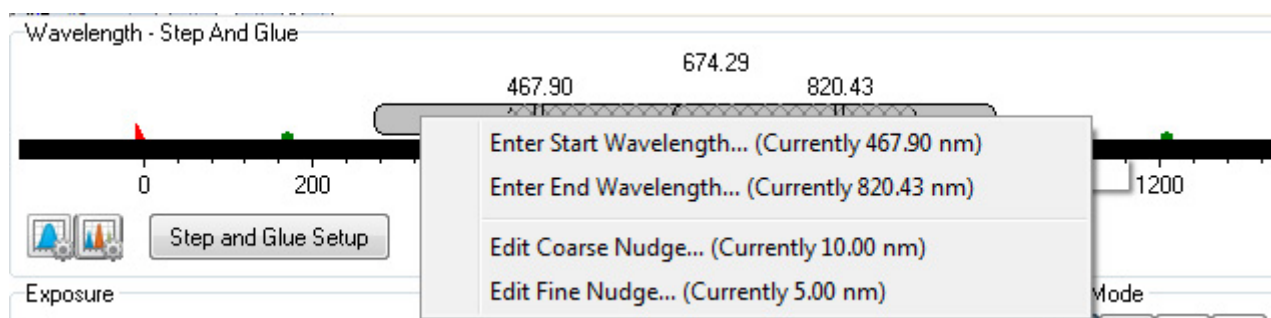 Wavelength - Step And Glue
674.29
467.90 820.43
Enter Start Wavelength... (Currently 467.90 nm)
Enter End Wavelength... (Currently 820.43 nm)
0 200 1200
Step and Glue Setup
Edit Coarse Nudge... (Currently 10.00 nm)
Edit Fine Nudge... (Currently 5.00 nm)
Exposure Mode